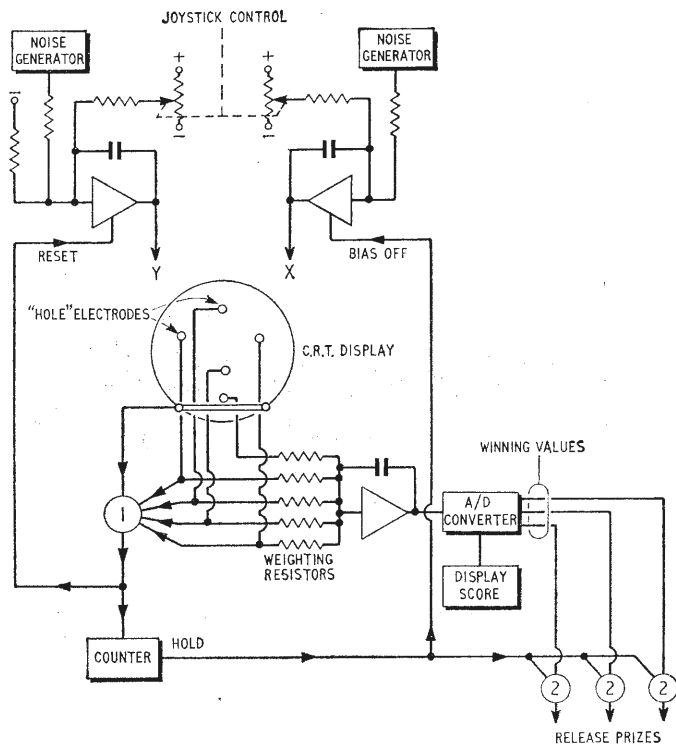 JOYSTICK CONTROL
NOISE
GENERATOR
NOISE
GENERATOR
+
+
−
−
−
RESET
BIAS OFF
Y
X
"HOLE" ELECTRODES
C.R.T. DISPLAY
WINNING
VALUES
1
A/D
CONVERTER
WEIGHTING
RESISTORS
DISPLAY
SCORE
COUNTER
HOLD
2
2
2
RELEASE PRIZES